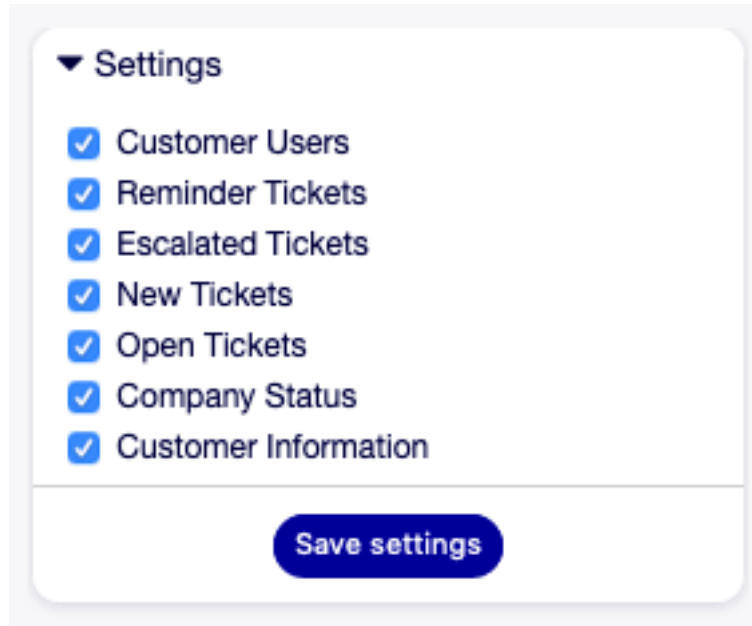 Settings
Customer Users
Reminder Tickets
Escalated Tickets
New Tickets
Open Tickets
Company Status
Customer Information
Save settings